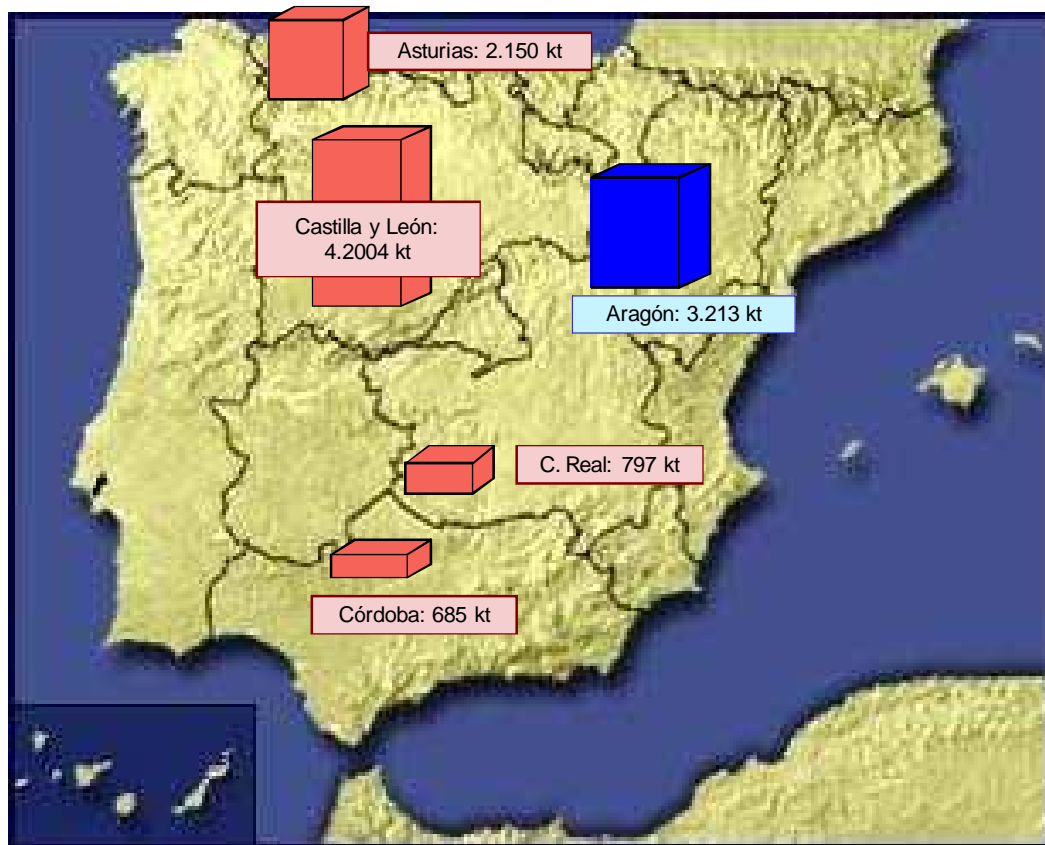 Asturias: 2.150 kt
Castilla y León:
4.2004 kt
Aragón: 3.213 kt
C. Real: 797 kt
Córdoba: 685 kt